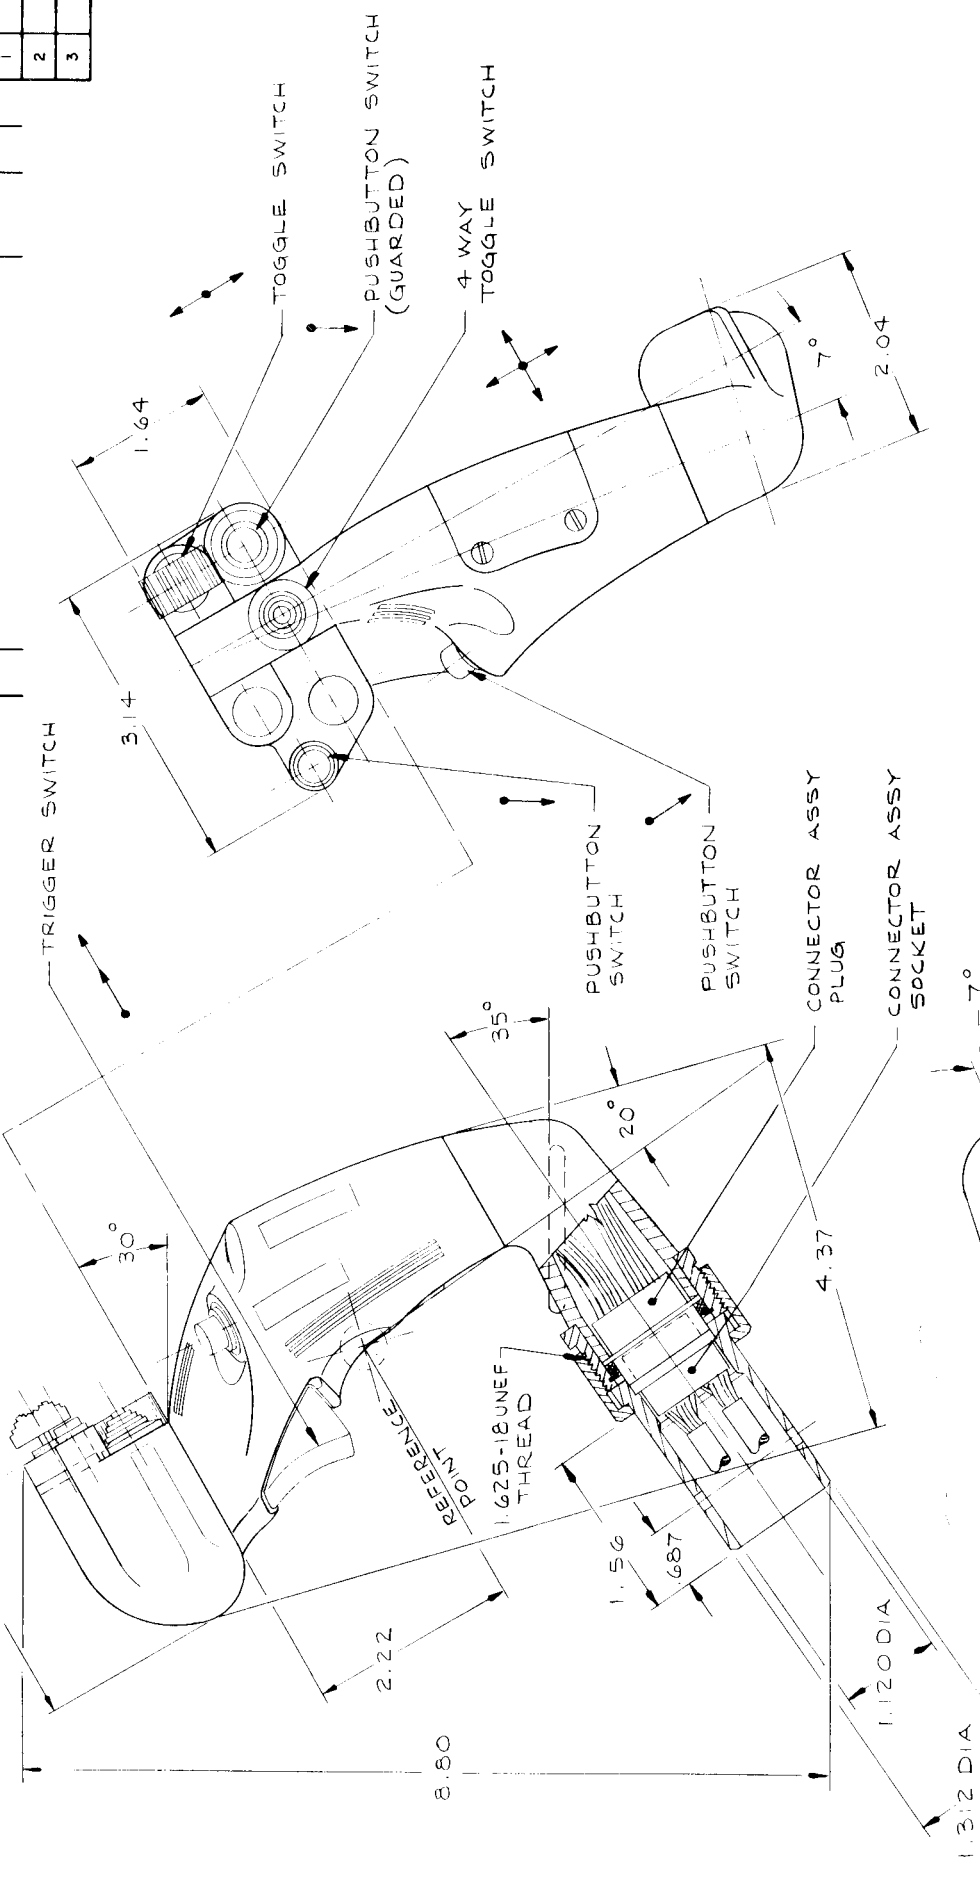 1
2
3
TOGGLE SWITCH
PUSHBUTTON SWITCH
(GUARDED)
4 WAY
TOGGLE SWITCH
1.64
3.14
7°
2.04
TRIGGER SWITCH
PUSHBUTTON
SWITCH
PUSHBUTTON
SWITCH
CONNECTOR ASSY
PLUG
CONNECTOR ASSY
SOCKET
30°
35°
20°
4.37
7°
REFERENCE
POINT
1.625-18UNEF
THREAD
1.56
.687
2.22
8.80
1.120 DIA
1.312 DIA